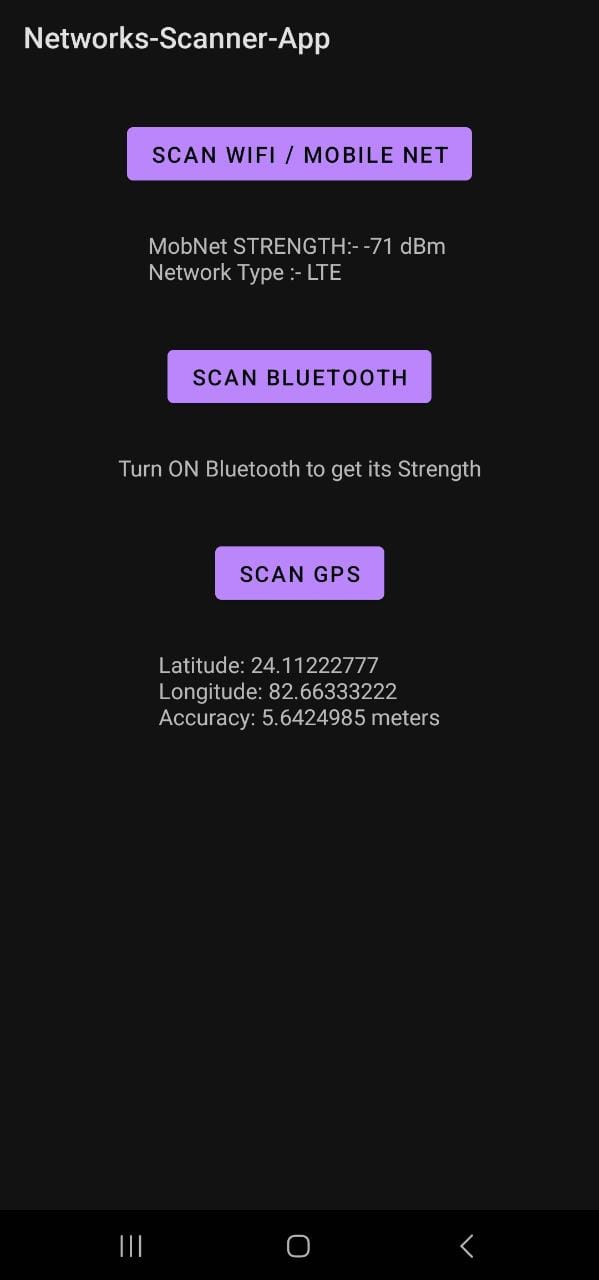 Networks-Scanner-App
SCAN WIFI / MOBILE NET
MobNet STRENGTH:- -71 dBm
Network Type :- LTE
SCAN BLUETOOTH
Turn ON Bluetooth to get its Strength
SCAN GPS
Latitude: 24.11222777
Longitude: 82.66333222
Accuracy: 5.6424985 meters